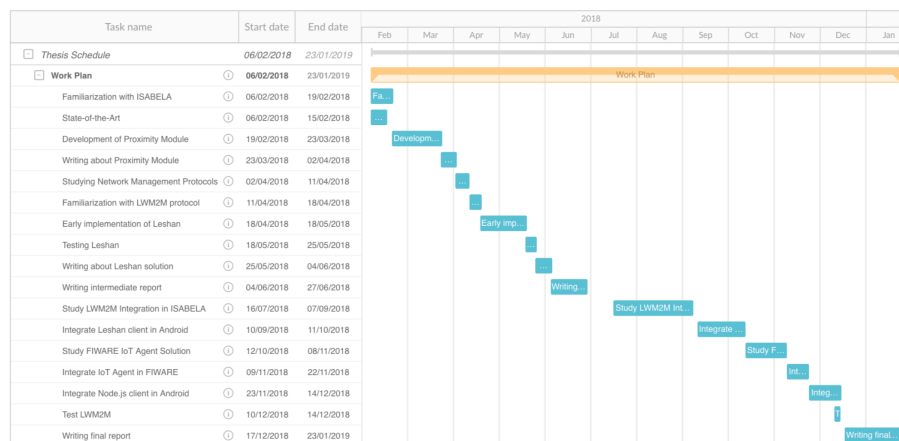 Task name Start date End date 2018
Feb Mar Apr May Jun Jul Aug Sep Oct Nov Dec Jan
Thesis Schedule 06/02/2018 23/01/2019
Work Plan 06/02/2018 23/01/2019 Work Plan
Familiarization with ISABELA 06/02/2018 19/02/2018 Fa...
State-of-the-Art 06/02/2018 15/02/2018 ...
Development of Proximity Module 19/02/2018 23/03/2018 Developm...
Writing about Proximity Module 23/03/2018 02/04/2018 ...
Studying Network Management Protocols 02/04/2018 11/04/2018 ...
Familiarization with LWM2M protocol 11/04/2018 18/04/2018 ...
Early implementation of Leshan 18/04/2018 18/05/2018 Early imp...
Testing Leshan 18/05/2018 25/05/2018 ...
Writing about Leshan solution 25/05/2018 04/06/2018 ...
Writing intermediate report 04/06/2018 27/06/2018 Writing...
Study LWM2M Integration in ISABELA 16/07/2018 07/09/2018 Study LWM2M Int...
Integrate Leshan client in Android 10/09/2018 11/10/2018 Integrate ...
Study FIWARE IoT Agent Solution 12/10/2018 08/11/2018 Study F...
Integrate IoT Agent in FIWARE 09/11/2018 22/11/2018 Int...
Integrate Node.js client in Android 23/11/2018 14/12/2018 Integ...
Test LWM2M 10/12/2018 14/12/2018 T
Writing final report 17/12/2018 23/01/2019 Writing final...